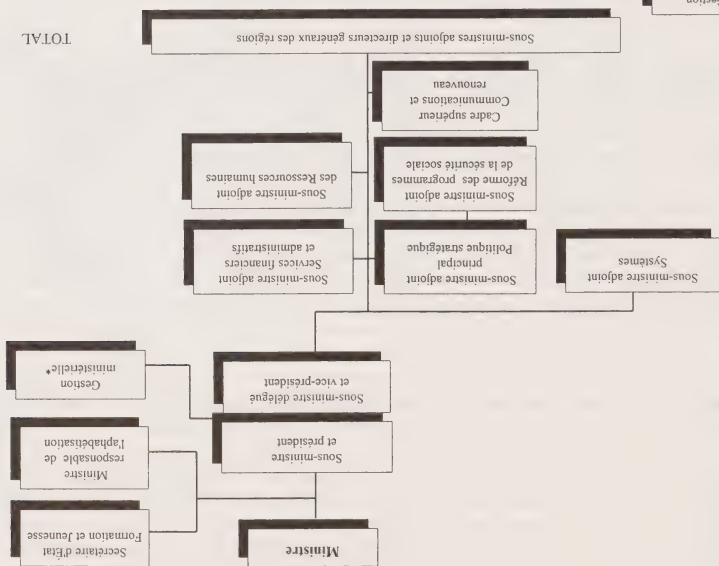 Ministre
Secrétaire d'État
Formation et Jeunesse
Ministre
responsable de
l'aphabétisation
Sous-ministre
et président
Sous-ministre délégué
et vice-président
Gestion
ministérielle*
Sous-ministre adjoint
Systèmes
Sous-ministre adjoint
principal
Politique stratégique
Sous-ministre adjoint
Services financiers
et administratifs
Sous-ministre adjoint
Réforme des programmes
de la sécurité sociale
Sous-ministre adjoint
des Ressources humaines
Cadre supérieur
Communications et
renouveau
Sous-ministres adjoints et directeurs généraux des régions
TOTAL